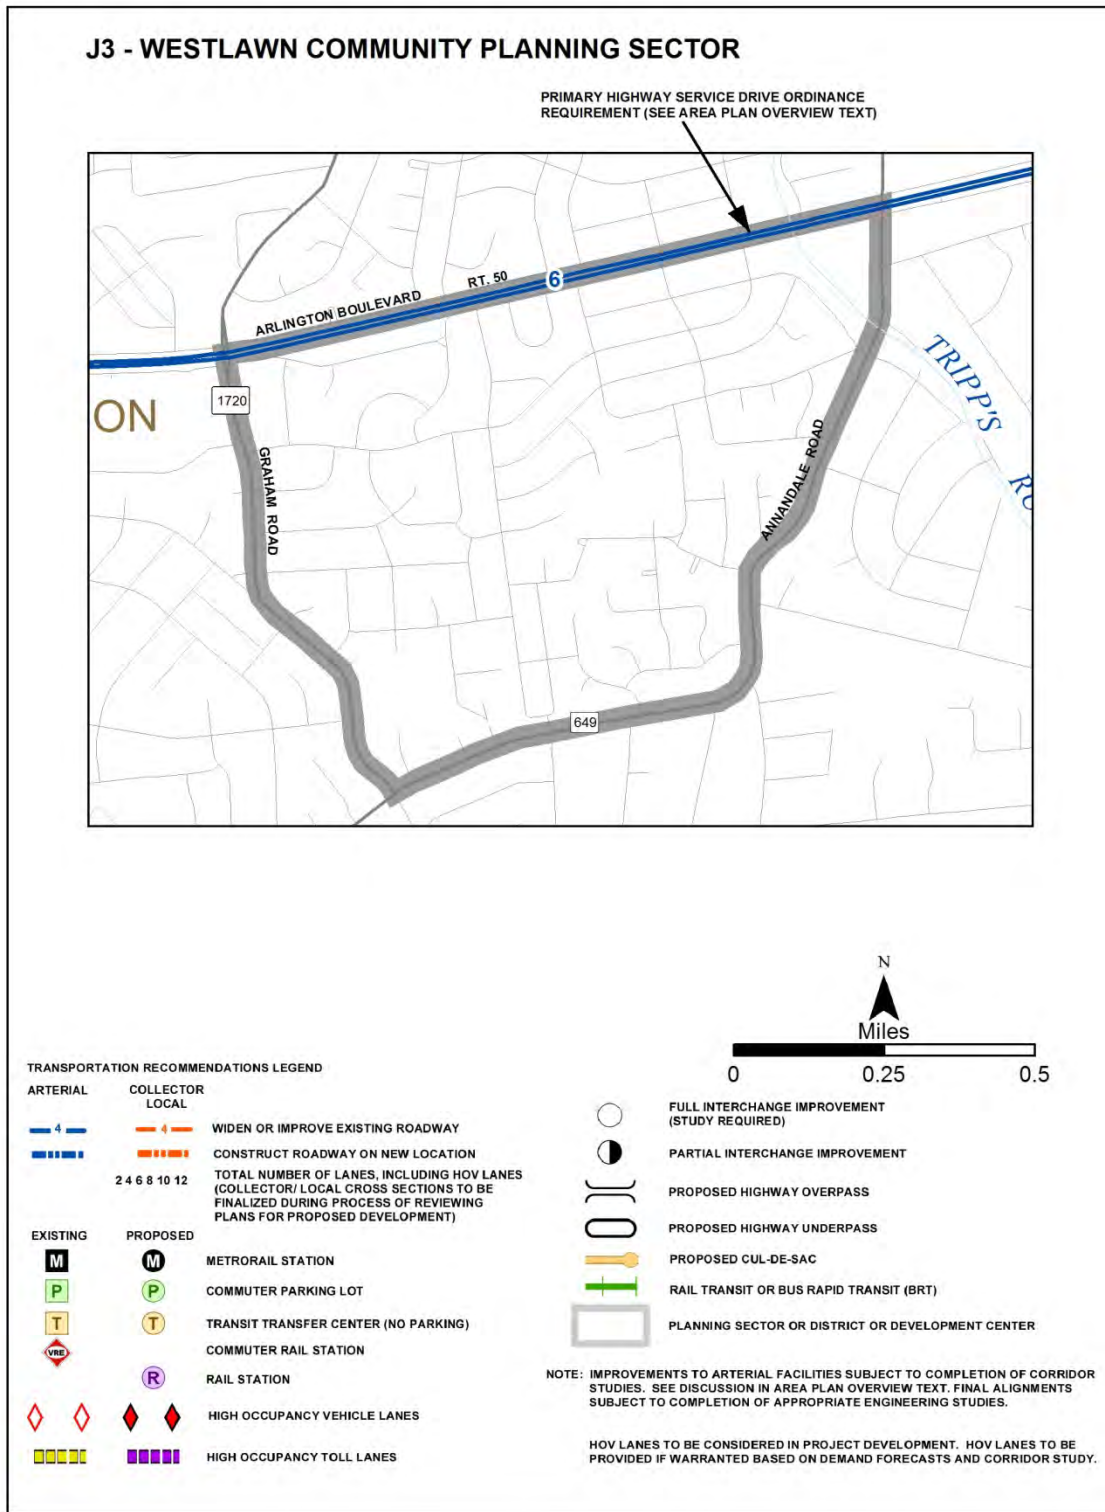 J3 - WESTLAWN COMMUNITY PLANNING SECTOR
PRIMARY HIGHWAY SERVICE DRIVE ORDINANCE
REQUIREMENT (SEE AREA PLAN OVERVIEW TEXT)
ARLINGTON BOULEVARD
RT. 50
6
1720
ON
GRAHAM ROAD
ANNANDALE ROAD
TRIPP'S
RU
649
N
Miles
0 0.25 0.5
TRANSPORTATION RECOMMENDATIONS LEGEND
ARTERIAL COLLECTOR
LOCAL
4 4 WIDEN OR IMPROVE EXISTING ROADWAY
CONSTRUCT ROADWAY ON NEW LOCATION
2 4 6 8 10 12 TOTAL NUMBER OF LANES, INCLUDING HOV LANES
(COLLECTOR/ LOCAL CROSS SECTIONS TO BE
FINALIZED DURING PROCESS OF REVIEWING
PLANS FOR PROPOSED DEVELOPMENT)
EXISTING PROPOSED
M M METRORAIL STATION
P P COMMUTER PARKING LOT
T T TRANSIT TRANSFER CENTER (NO PARKING)
VRE COMMUTER RAIL STATION
R RAIL STATION
HIGH OCCUPANCY VEHICLE LANES
HIGH OCCUPANCY TOLL LANES
FULL INTERCHANGE IMPROVEMENT
(STUDY REQUIRED)
PARTIAL INTERCHANGE IMPROVEMENT
PROPOSED HIGHWAY OVERPASS
PROPOSED HIGHWAY UNDERPASS
PROPOSED CUL-DE-SAC
RAIL TRANSIT OR BUS RAPID TRANSIT (BRT)
PLANNING SECTOR OR DISTRICT OR DEVELOPMENT CENTER
NOTE: IMPROVEMENTS TO ARTERIAL FACILITIES SUBJECT TO COMPLETION OF CORRIDOR
STUDIES. SEE DISCUSSION IN AREA PLAN OVERVIEW TEXT. FINAL ALIGNMENTS
SUBJECT TO COMPLETION OF APPROPRIATE ENGINEERING STUDIES.
HOV LANES TO BE CONSIDERED IN PROJECT DEVELOPMENT. HOV LANES TO BE
PROVIDED IF WARRANTED BASED ON DEMAND FORECASTS AND CORRIDOR STUDY.